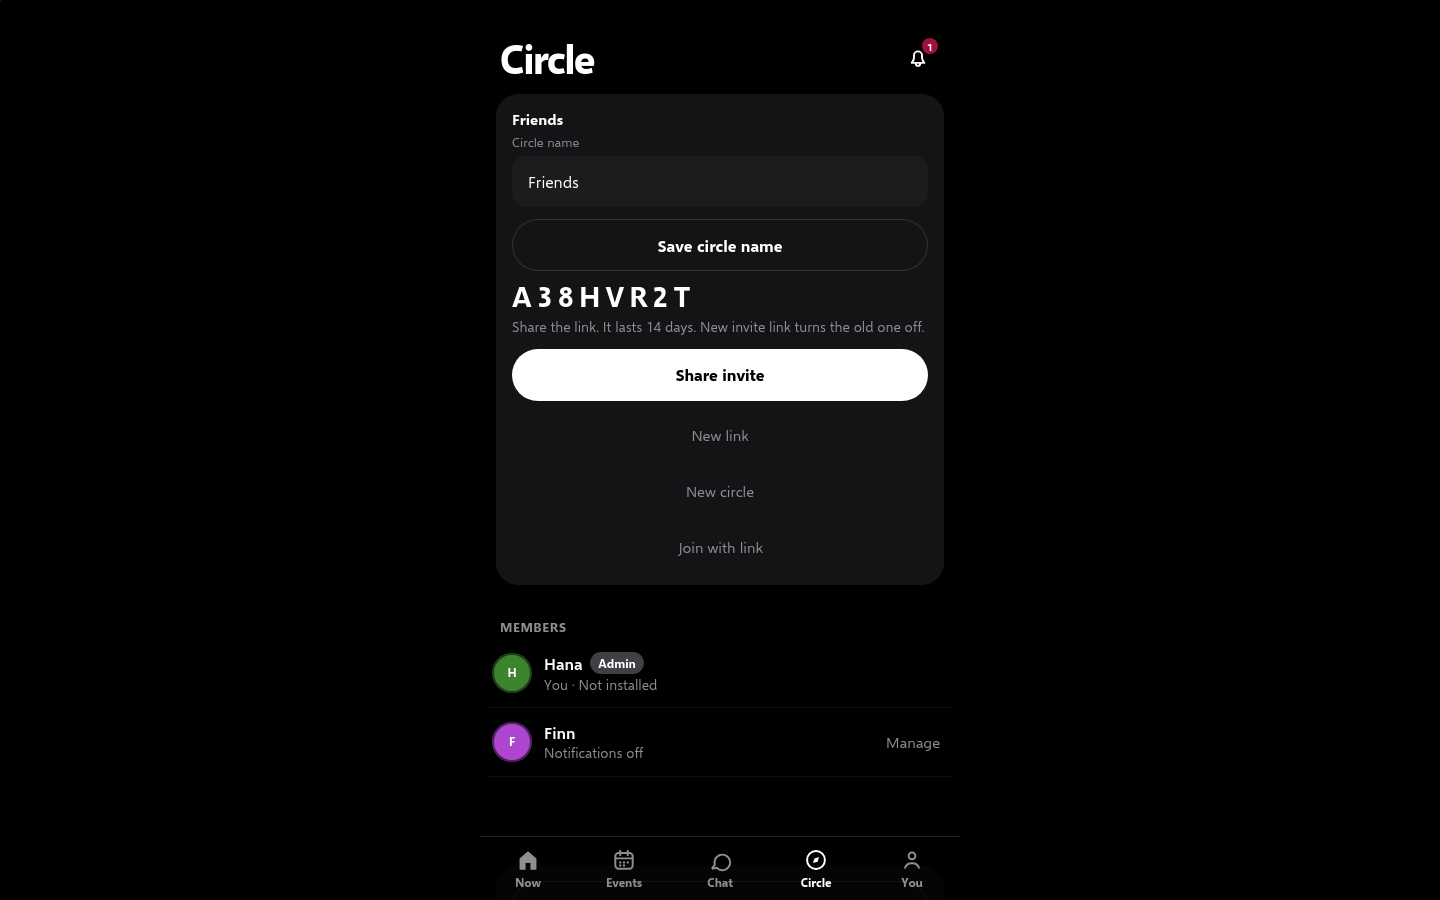 Circle
1
Friends
Circle name
Friends
Save circle name
A38HVR2T
Share the link. It lasts 14 days. New invite link turns the old one off.
Share invite
New link
New circle
Join with link
MEMBERS
H
Hana Admin
You · Not installed
F
Finn
Notifications off
Manage
Now
Events
Chat
Circle
You